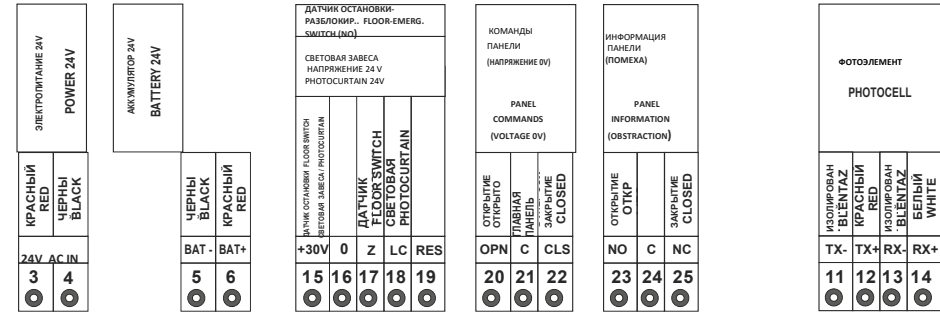 ЭЛЕКТРОПИТАНИЕ 24V
POWER 24V
КРАСНЫЙ
RED
ЧЕРНЫ
BLACK
24V AC IN
3 4
АККУМУЛЯТОР 24V
BATTERY 24V
ЧЕРНЫ
BLACK
КРАСНЫЙ
RED
BAT - BAT+
5 6
ДАТЧИК ОСТАНОВКИ-
РАЗБЛОКИР.. FLOOR-EMERG.
SWITCH (NO)
СВЕТОВАЯ ЗАВЕСА
НАПРЯЖЕНИЕ 24 V
PHOTOCURTAIN 24V
ДАТЧИК ОСТАНОВКИ FLOOR SWITCH
СВЕТОВАЯ ЗАВЕСА / PHOTOCURTAIN
ДАТЧИК
FLOOR SWITCH
СВЕТОВАЯ
PHOTOCURTAIN
+30V 0 Z LC RES
15 16 17 18 19
КОМАНДЫ
ПАНЕЛИ
(НАПРЯЖЕНИЕ 0V)
PANEL
COMMANDS
(VOLTAGE 0V)
ОТКРЫТИЕ
ОТКРЫТО
ГЛАВНАЯ
ПАНЕЛЬ
ЗАКРЫТИЕ
CLOSED
OPN C CLS
20 21 22
ИНФОРМАЦИЯ
ПАНЕЛИ
(ПОМЕХА)
PANEL
INFORMATION
(OBSTRACTION)
ОТКРЫТИЕ
ОТКР
ЗАКРЫТИЕ
CLOSED
NO C NC
23 24 25
ФОТОЭЛЕМЕНТ
PHOTOCELL
ИЗОЛИРОВАН
BLENTAZ
КРАСНЫЙ
RED
ИЗОЛИРОВАН
BLENTAZ
БЕЛЫЙ
WHITE
TX- TX+ RX- RX+
11 12 13 14